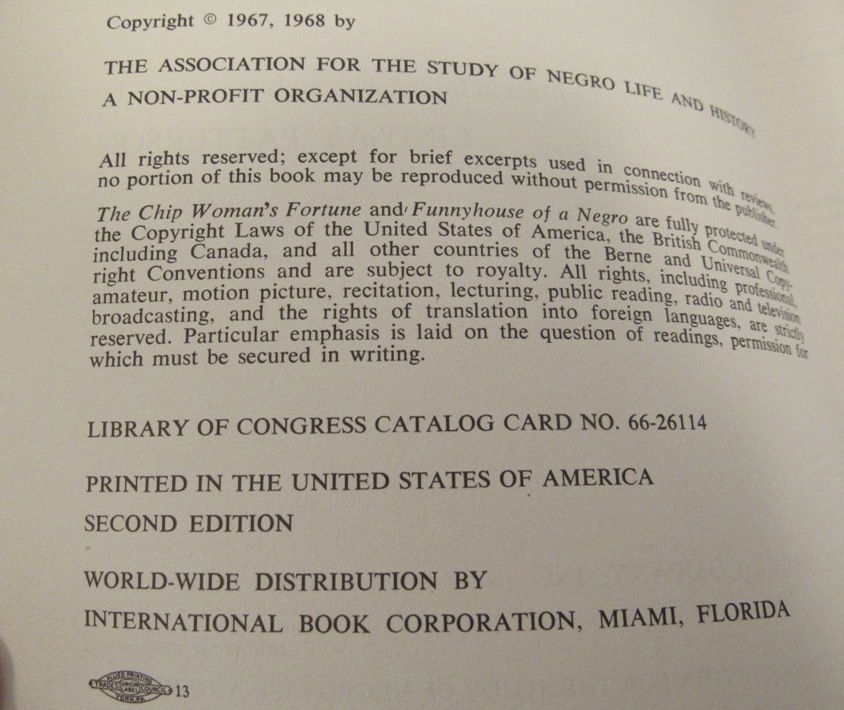 Copyright © 1967, 1968 by
THE ASSOCIATION FOR THE STUDY OF NEGRO LIFE AND HISTORY
A NON-PROFIT ORGANIZATION
All rights reserved; except for brief excerpts used in connection with reviews,
no portion of this book may be reproduced without permission from the publisher.
The Chip Woman's Fortune and Funnyhouse of a Negro are fully protected under
the Copyright Laws of the United States of America, the British Commonwealth
including Canada, and all other countries of the Berne and Universal Copy-
right Conventions and are subject to royalty. All rights, including professional,
amateur, motion picture, recitation, lecturing, public reading, radio and television
broadcasting, and the rights of translation into foreign languages, are strictly
reserved. Particular emphasis is laid on the question of readings, permission for
which must be secured in writing.
LIBRARY OF CONGRESS CATALOG CARD NO. 66-26114
PRINTED IN THE UNITED STATES OF AMERICA
SECOND EDITION
WORLD-WIDE DISTRIBUTION BY
INTERNATIONAL BOOK CORPORATION, MIAMI, FLORIDA
ALLIED PRINTING
TRADES UNION LABEL COUNCIL
YORK, PA.
13